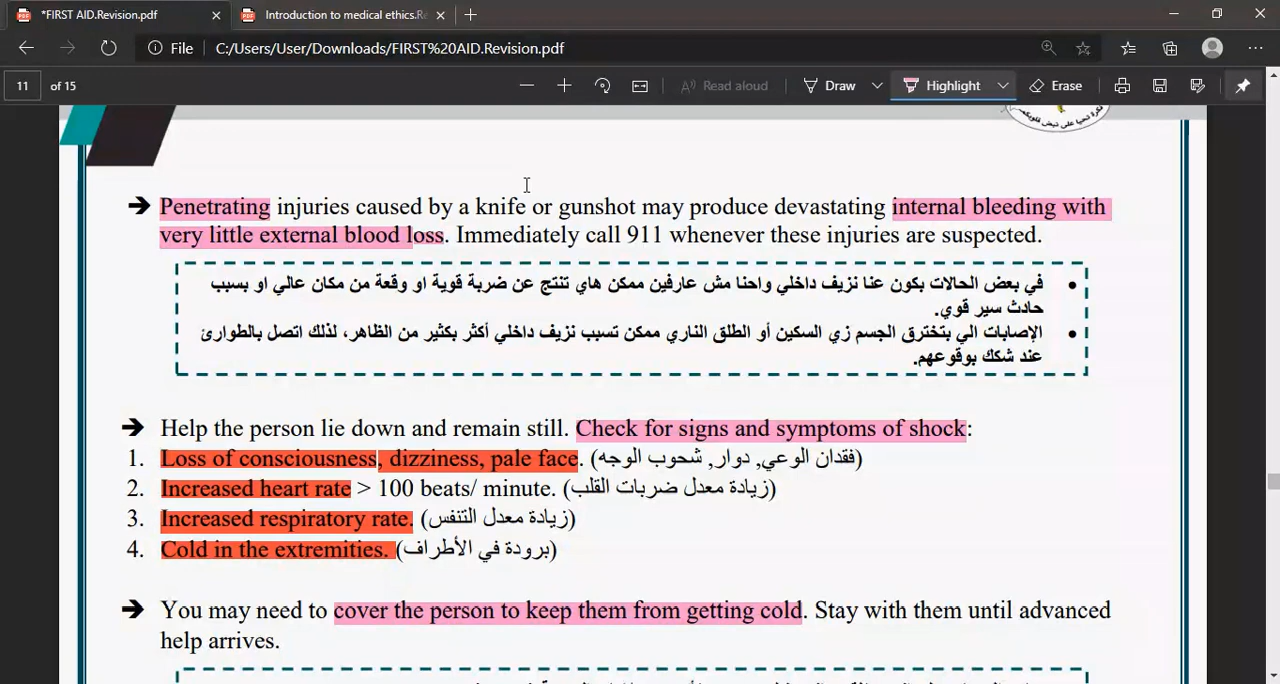 *FIRST AID.Revision.pdf
Introduction to medical ethics.Re
File C:/Users/User/Downloads/FIRST%20AID.Revision.pdf
11 of 15 Read aloud Draw Highlight Erase
فكرة تحيا على نبض قلوبكم
Penetrating injuries caused by a knife or gunshot may produce devastating internal bleeding with
very little external blood loss. Immediately call 911 whenever these injuries are suspected.
• في بعض الحالات بكون عنا نزيف داخلي واحنا مش عارفين ممكن هاي تنتج عن ضربة قوية او وقعة من مكان عالي او بسبب
حادث سير قوي.
• الإصابات الي بتخترق الجسم زي السكين أو الطلق الناري ممكن تسبب نزيف داخلي أكثر بكثير من الظاهر، لذلك اتصل بالطوارئ
عند شكك بوقوعهم.
Help the person lie down and remain still. Check for signs and symptoms of shock:
1. Loss of consciousness, dizziness, pale face. (فقدان الوعي, دوار, شحوب الوجه)
2. Increased heart rate > 100 beats/ minute. (زيادة معدل ضربات القلب)
3. Increased respiratory rate. (زيادة معدل التنفس)
4. Cold in the extremities. (برودة في الأطراف)
You may need to cover the person to keep them from getting cold. Stay with them until advanced
help arrives.